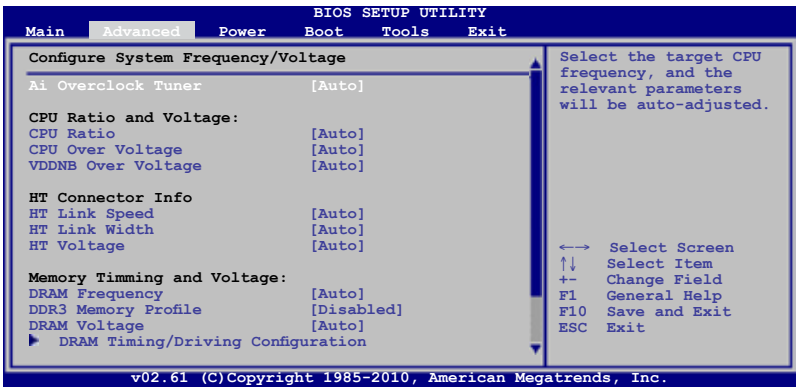 BIOS SETUP UTILITY
Main Advanced Power Boot Tools Exit
Configure System Frequency/Voltage
Ai Overclock Tuner [Auto]
CPU Ratio and Voltage:
CPU Ratio [Auto]
CPU Over Voltage [Auto]
VDDNB Over Voltage [Auto]
HT Connector Info
HT Link Speed [Auto]
HT Link Width [Auto]
HT Voltage [Auto]
Memory Timming and Voltage:
DRAM Frequency [Auto]
DDR3 Memory Profile [Disabled]
DRAM Voltage [Auto]
DRAM Timing/Driving Configuration
Select the target CPU
frequency, and the
relevant parameters
will be auto-adjusted.
←→ Select Screen
↑↓ Select Item
+- Change Field
F1 General Help
F10 Save and Exit
ESC Exit
v02.61 (C)Copyright 1985-2010, American Megatrends, Inc.